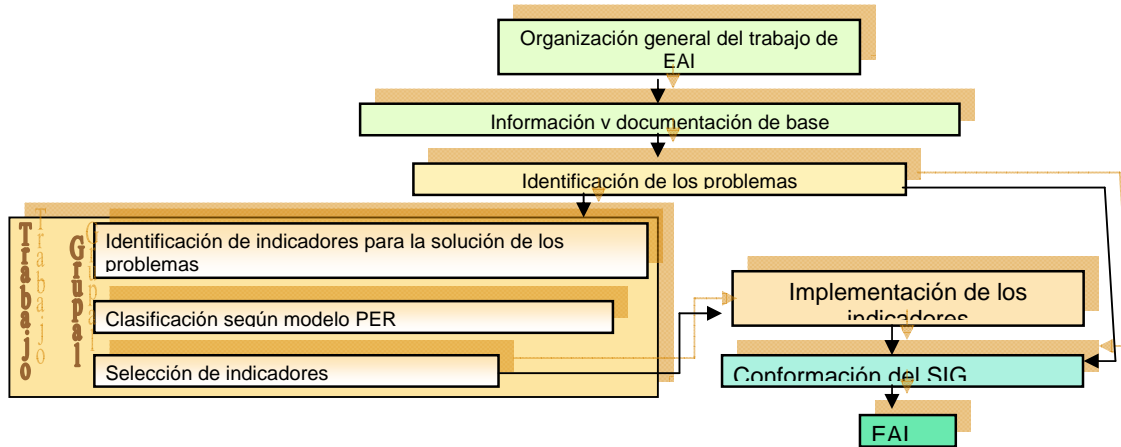 Organización general del trabajo de
EAI
Información y documentación de base
Identificación de los problemas
Trabajo
Grupal
Identificación de indicadores para la solución de los
problemas
Clasificación según modelo PER
Selección de indicadores
Implementación de los
indicadores
Conformación del SIG
EAI